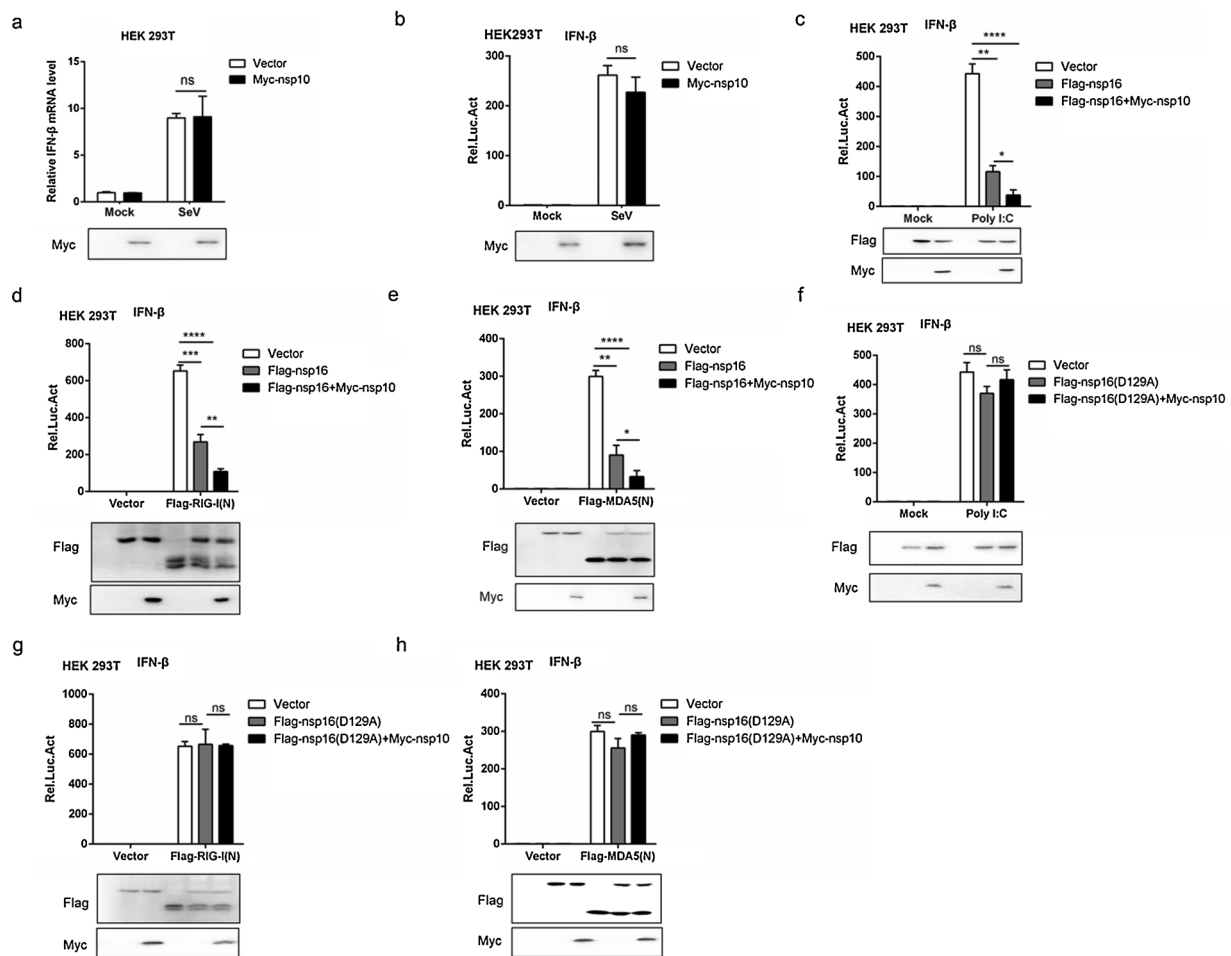 a
HEK 293T
Vector
Myc-nsp10
ns
Relative IFN-β mRNA level
15
10
5
0
Mock
SeV
Myc
b
HEK293T IFN-β
Vector
Myc-nsp10
ns
Rel.Luc.Act
300
200
100
0
Mock
SeV
Myc
c
HEK 293T IFN-β
Vector
Flag-nsp16
Flag-nsp16+Myc-nsp10
****
**
*
Rel.Luc.Act
500
400
300
200
100
0
Mock
Poly I:C
Flag
Myc
d
HEK 293T IFN-β
Vector
Flag-nsp16
Flag-nsp16+Myc-nsp10
****
***
**
Rel.Luc.Act
800
600
400
200
0
Vector
Flag-RIG-I(N)
Flag
Myc
e
HEK 293T IFN-β
Vector
Flag-nsp16
Flag-nsp16+Myc-nsp10
****
**
*
Rel.Luc.Act
400
300
200
100
0
Vector
Flag-MDA5(N)
Flag
Myc
f
HEK 293T IFN-β
Vector
Flag-nsp16(D129A)
Flag-nsp16(D129A)+Myc-nsp10
ns
ns
Rel.Luc.Act
500
400
300
200
100
0
Mock
Poly I:C
Flag
Myc
g
HEK 293T IFN-β
Vector
Flag-nsp16(D129A)
Flag-nsp16(D129A)+Myc-nsp10
ns
ns
Rel.Luc.Act
1000
800
600
400
200
0
Vector
Flag-RIG-I(N)
Flag
Myc
h
HEK 293T IFN-β
Vector
Flag-nsp16(D129A)
Flag-nsp16(D129A)+Myc-nsp10
ns
ns
Rel.Luc.Act
400
300
200
100
0
Vector
Flag-MDA5(N)
Flag
Myc